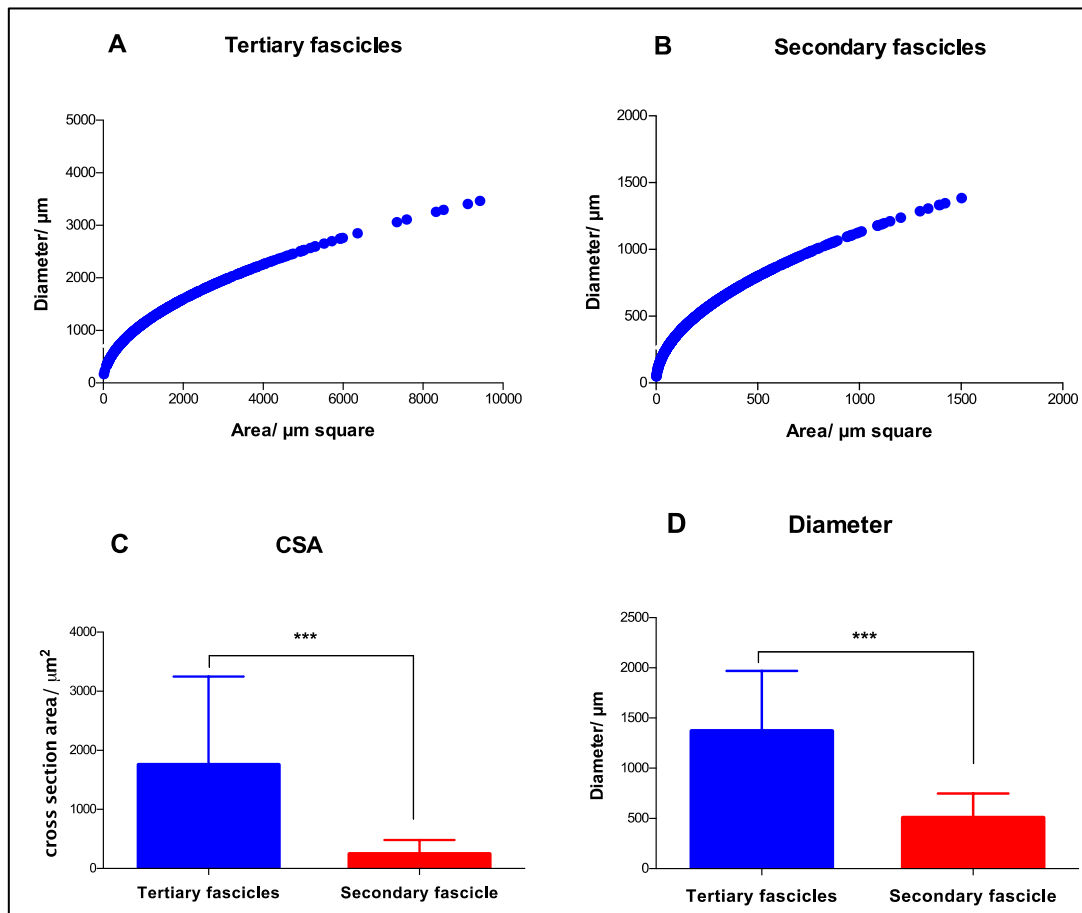 A
Tertiary fascicles
5000
4000
3000
2000
1000
0
Diameter/ µm
0 2000 4000 6000 8000 10000
Area/ µm square
B
Secondary fascicles
2000
1500
1000
500
0
Diameter/ µm
0 500 1000 1500 2000
Area/ µm square
C
CSA
4000
3000
2000
1000
0
cross section area/ µm²
***
Tertiary fascicles Secondary fascicle
D
Diameter
2500
2000
1500
1000
500
0
Diameter/ µm
***
Tertiary fascicles Secondary fascicle